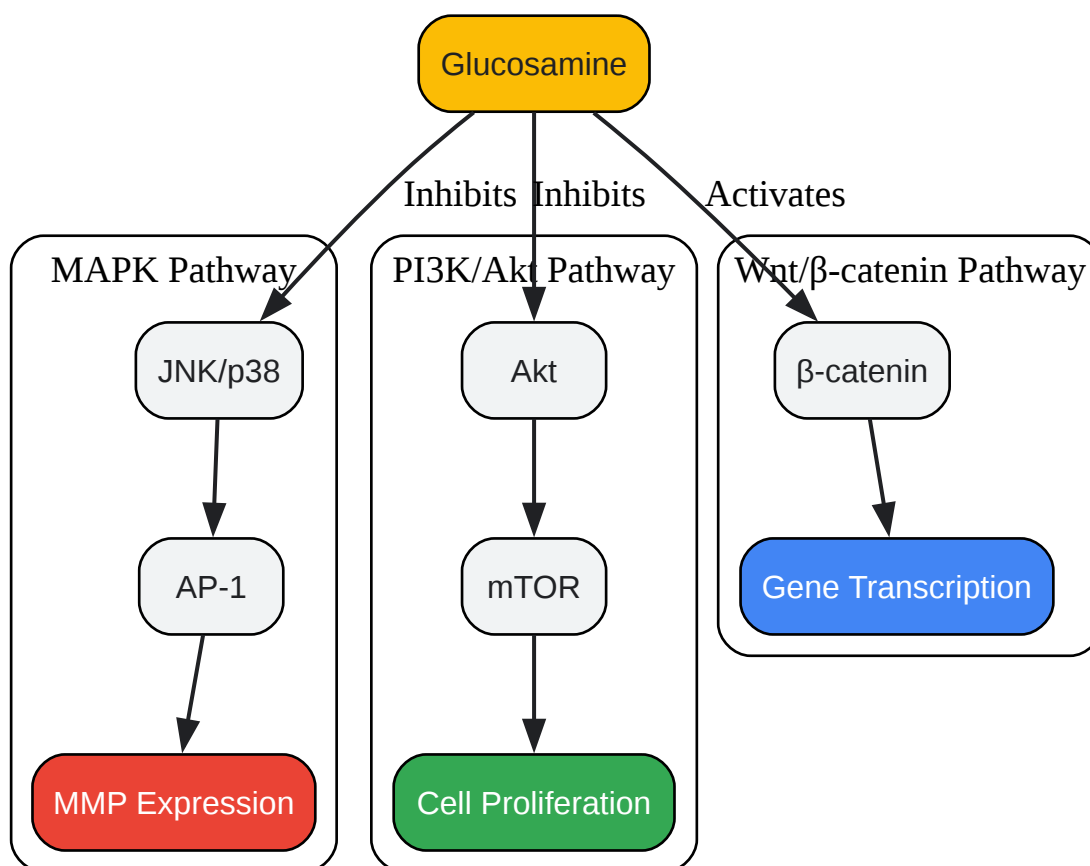 Glucosamine
Inhibits
Inhibits
Activates
MAPK Pathway
PI3K/Akt Pathway
Wnt/β-catenin Pathway
JNK/p38
Akt
β-catenin
AP-1
mTOR
Gene Transcription
MMP Expression
Cell Proliferation